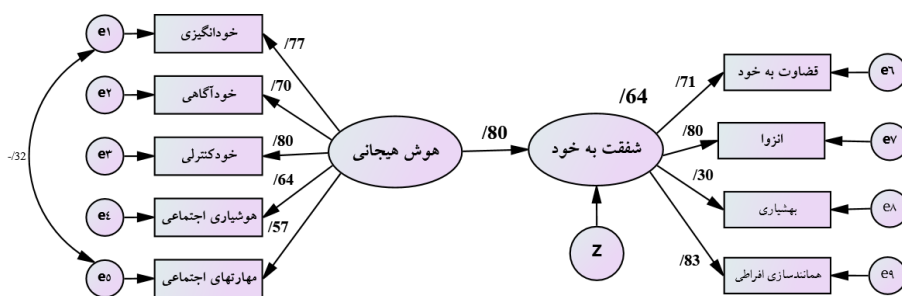 e۱
خودانگیزی
/77
e۲
خودآگاهی
/70
e۳
خودکنترلی
/80
e٤
هوشیاری اجتماعی
/64
e۵
مهارتهای اجتماعی
/57
-/32
هوش هیجانی
/80
شفقت به خود
/64
Z
/71
قضاوت به خود
e٦
/80
انزوا
e۷
/30
بهشیاری
e۸
/83
همانندسازی افراطی
e۹